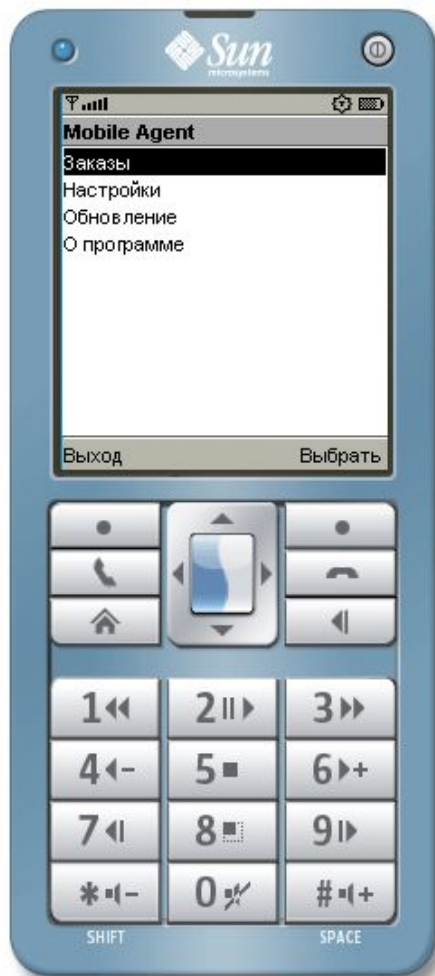 Sun
microsystems
Mobile Agent
Заказы
Настройки
Обновление
О программе
Выход Выбрать
1 2 3
4 - 5 6 +
7 8 9
* - 0 # +
SHIFT SPACE